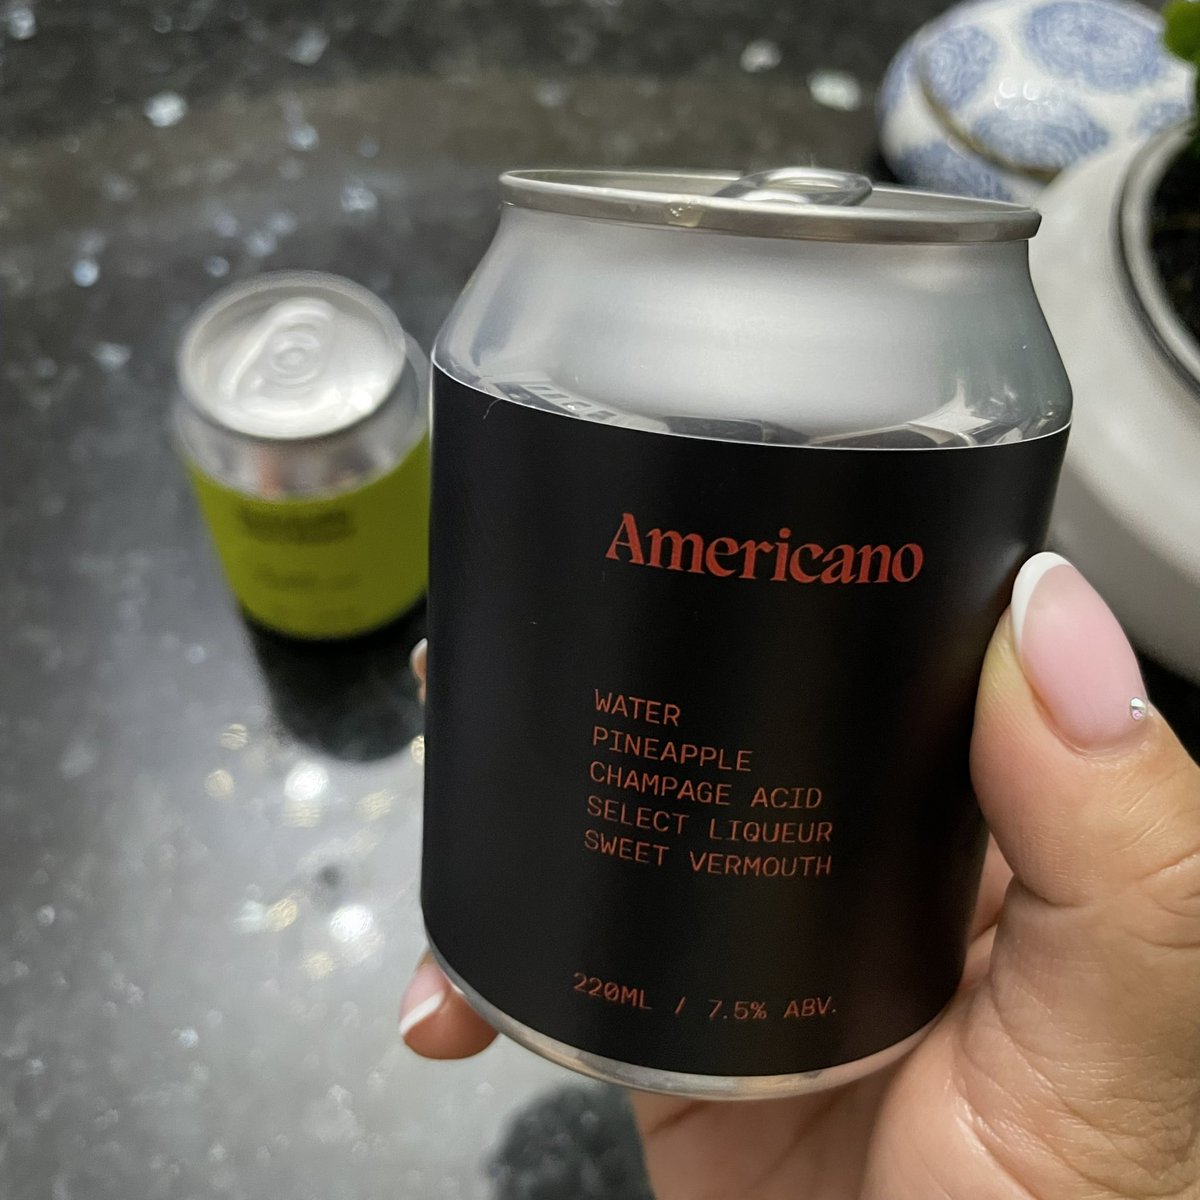 Americano
WATER
PINEAPPLE
CHAMPAGE ACID
SELECT LIQUEUR
SWEET VERMOUTH
220ML / 7.5% ABV.